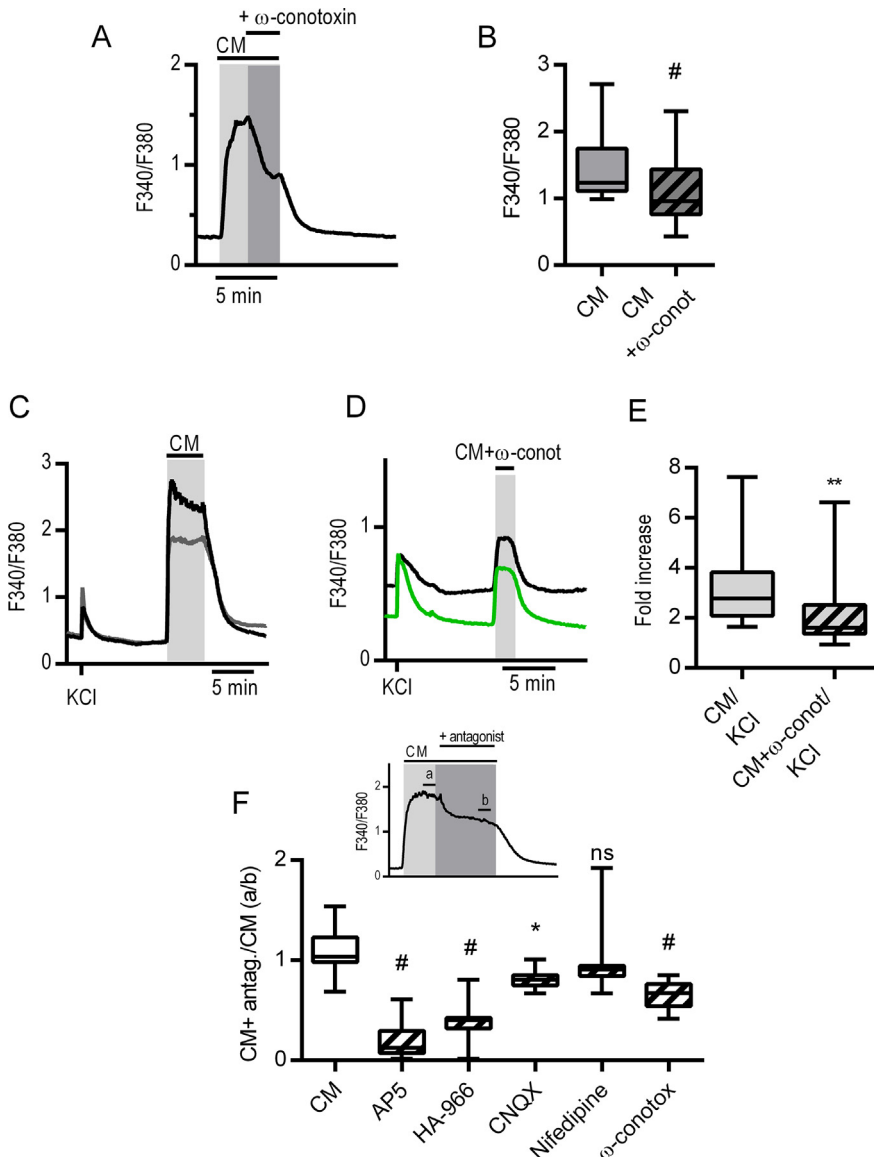 A
+ ω-conotoxin
CM
F340/F380
2
1
0
5 min
B
#
F340/F380
3
2
1
0
CM
CM
+ω-conot
C
CM
F340/F380
3
2
1
0
KCl
5 min
D
CM+ω-conot
F340/F380
1
0
KCl
5 min
E
**
Fold increase
8
6
4
2
0
CM/
KCl
CM+ω-conot/
KCl
F
+ antagonist
CM
a
b
F340/F380
2
1
0
CM+ antag./CM (a/b)
2
1
0
#
#
*
ns
#
CM
AP5
HA-966
CNQX
Nifedipine
ω-conotox